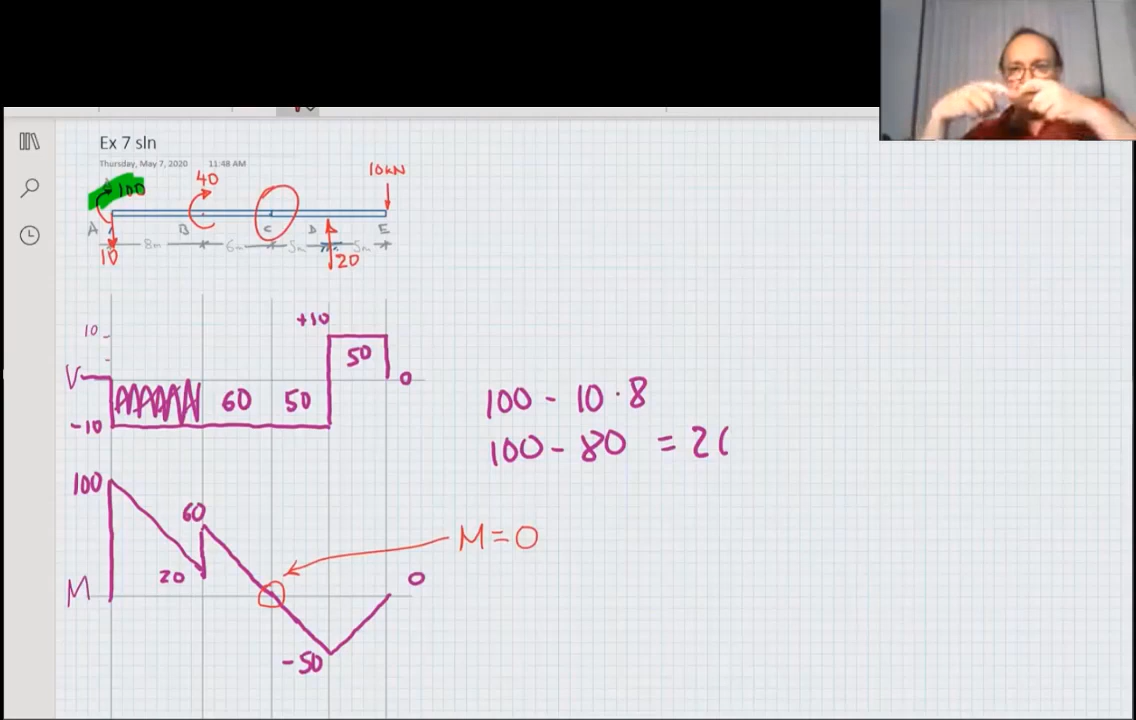 Ex 7 sln
Thursday, May 7, 2020 11:48 AM
100
40
10kN
A
B
C
D
E
8m
6m
5m
5m
10
20
+10
10
50
V
0
60
50
-10
100 - 10 · 8
100 - 80 = 2(
100
60
M=0
20
0
M
-50